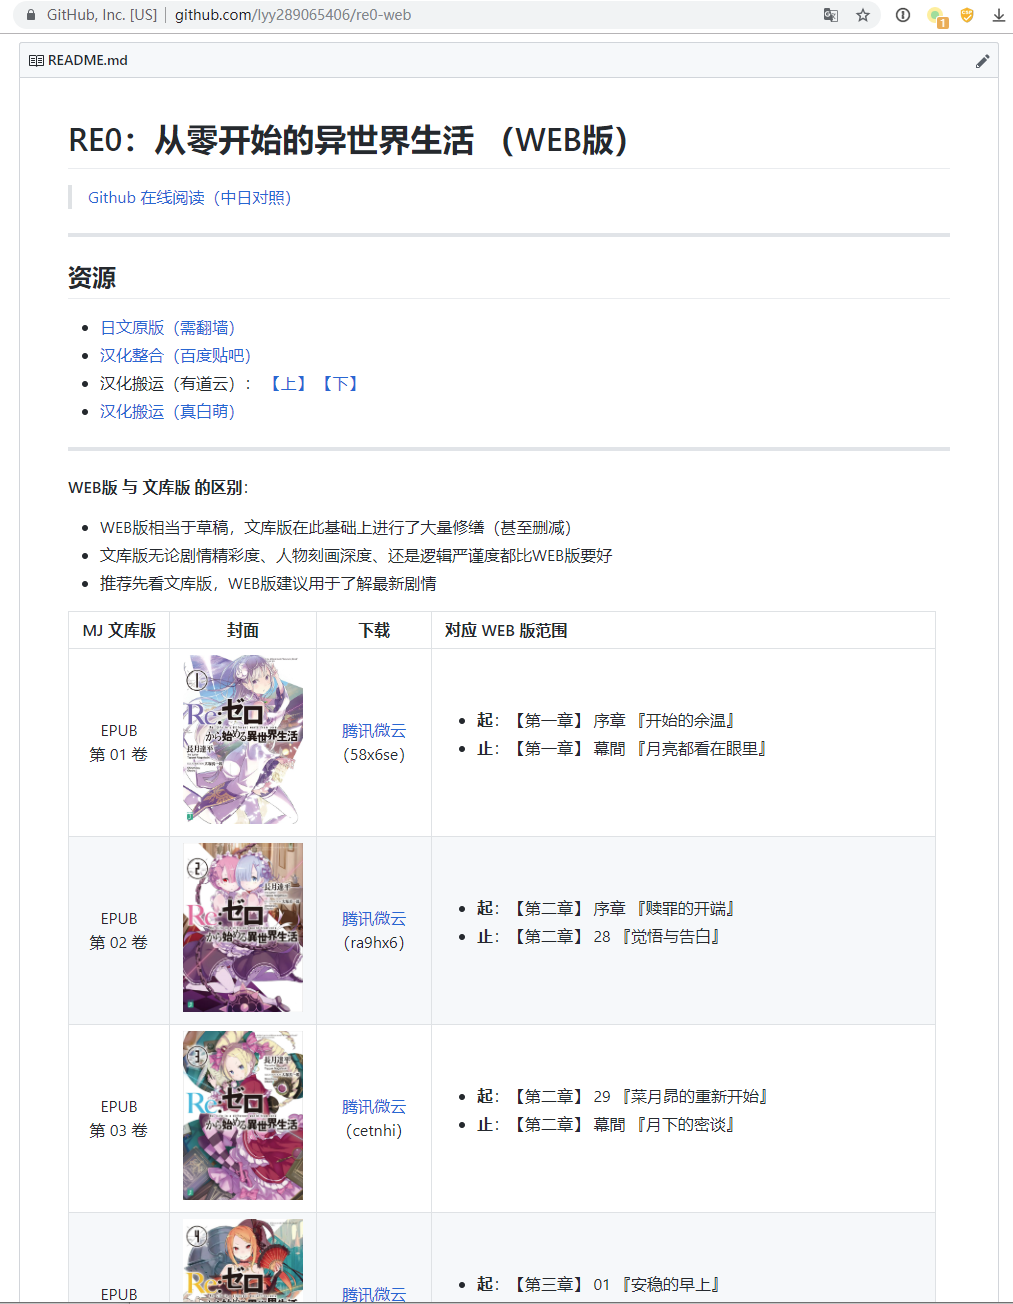 GitHub, Inc. [US] | github.com/lyy289065406/re0-web
1
README.md
RE0：从零开始的异世界生活 （WEB版）
Github 在线阅读（中日对照）
资源
日文原版（需翻墙）
汉化整合（百度贴吧）
汉化搬运（有道云）： 【上】 【下】
汉化搬运（真白萌）
WEB版 与 文库版 的区别：
WEB版相当于草稿，文库版在此基础上进行了大量修缮（甚至删减）
文库版无论剧情精彩度、人物刻画深度、还是逻辑严谨度都比WEB版要好
推荐先看文库版，WEB版建议用于了解最新剧情
MJ 文库版 封面 下载 对应 WEB 版范围
EPUB
第 01 卷
1
Re:ゼロ
から始める異世界生活
長月達平
腾讯微云
(58x6se)
起：【第一章】 序章 『开始的余温』
止：【第一章】 幕間 『月亮都看在眼里』
EPUB
第 02 卷
2
長月達平
Re:ゼロ
から始める異世界生活
腾讯微云
(ra9hx6)
起：【第二章】 序章 『赎罪的开端』
止：【第二章】 28 『觉悟与告白』
EPUB
第 03 卷
3
長月達平
Re:ゼロ
から始める異世界生活
腾讯微云
(cetnhi)
起：【第二章】 29 『菜月昴的重新开始』
止：【第二章】 幕間 『月下的密谈』
EPUB
4
Re:ゼロ
腾讯微云
起：【第三章】 01 『安稳的早上』